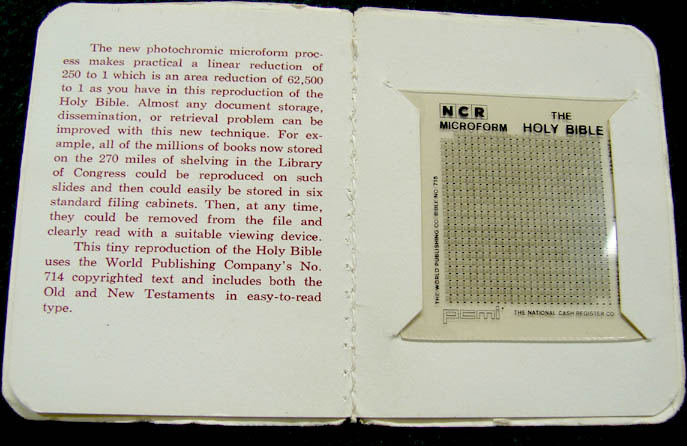 The new photochromic microform proc-
ess makes practical a linear reduction of
250 to 1 which is an area reduction of 62,500
to 1 as you have in this reproduction of the
Holy Bible. Almost any document storage,
dissemination, or retrieval problem can be
improved with this new technique. For ex-
ample, all of the millions of books now stored
on the 270 miles of shelving in the Library
of Congress could be reproduced on such
slides and then could easily be stored in six
standard filing cabinets. Then, at any time,
they could be removed from the file and
clearly read with a suitable viewing device.
This tiny reproduction of the Holy Bible
uses the World Publishing Company's No.
714 copyrighted text and includes both the
Old and New Testaments in easy-to-read
type.
NCR
MICROFORM
THE
HOLY BIBLE
THE WORLD PUBLISHING CO. BIBLE NO. 715
pcmi
THE NATIONAL CASH REGISTER CO.